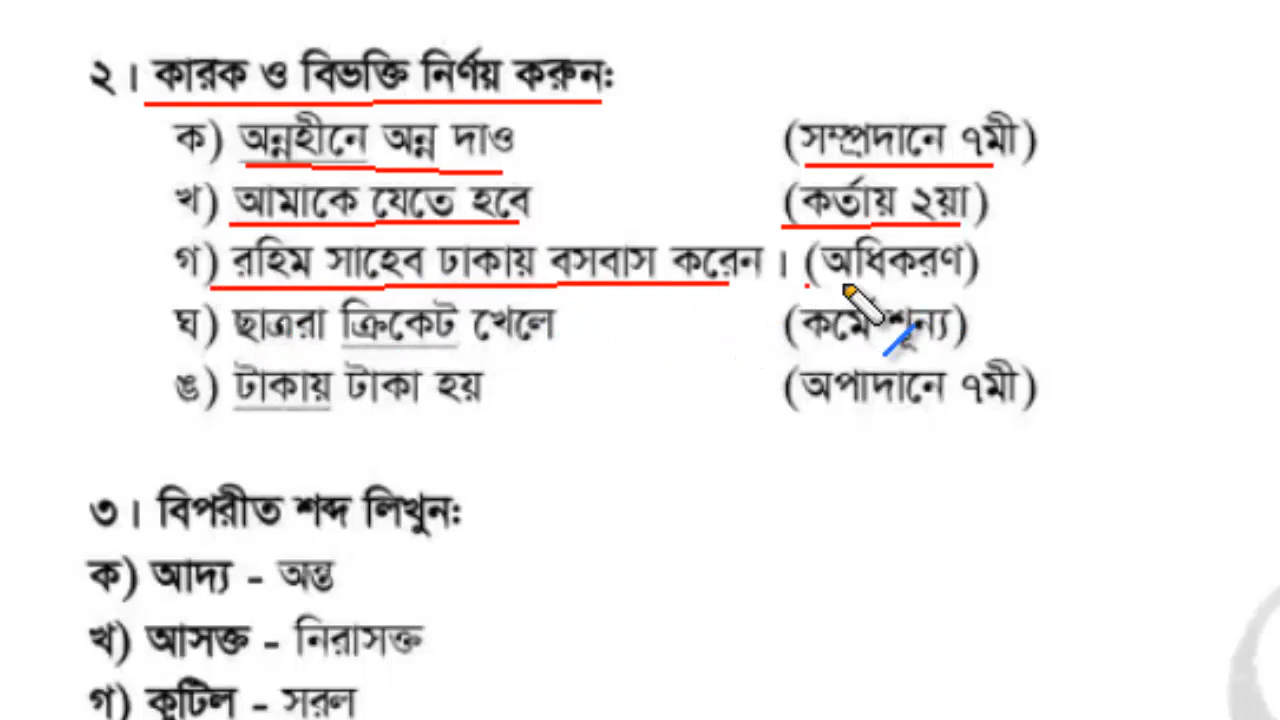 ২। কারক ও বিভক্তি নির্ণয় করুনঃ
ক) অন্নহীনে অন্ন দাও (সম্প্রদানে ৭মী)
খ) আমাকে যেতে হবে (কর্তায় ২য়া)
গ) রহিম সাহেব ঢাকায় বসবাস করেন। (অধিকরণ)
ঘ) ছাত্ররা ক্রিকেট খেলে (কর্মে শূন্য)
ঙ) টাকায় টাকা হয় (অপাদানে ৭মী)
৩। বিপরীত শব্দ লিখুনঃ
ক) আদ্য - অন্ত
খ) আসক্ত - নিরাসক্ত
গ) কুটিল - সরল